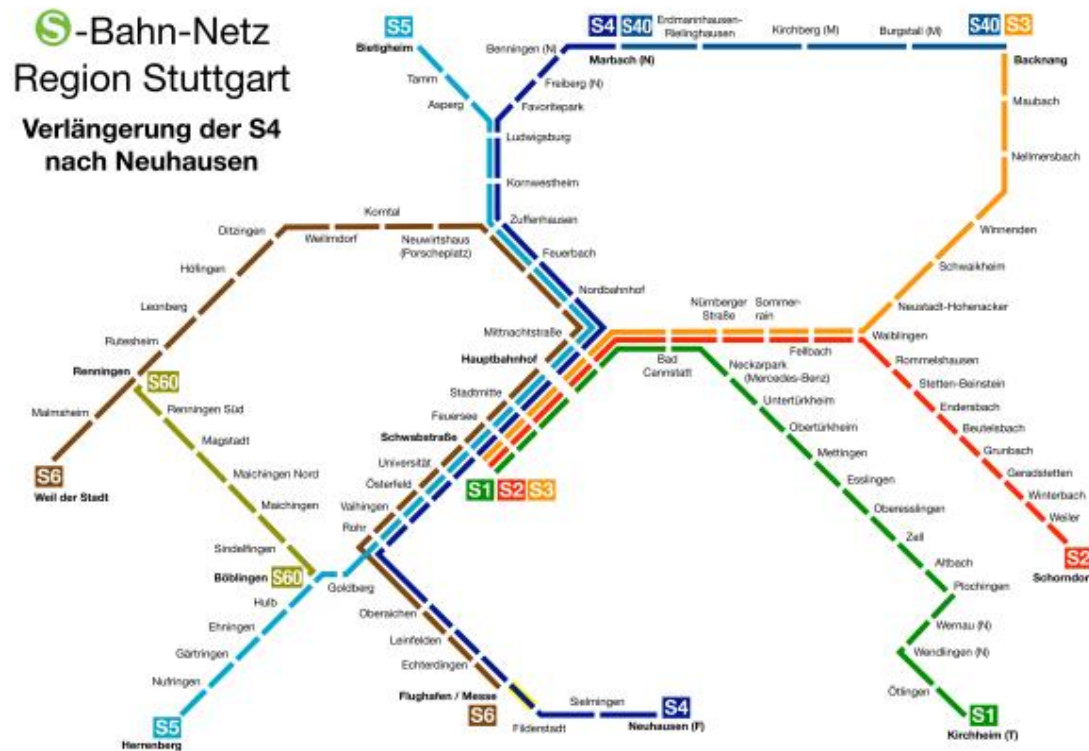 S-Bahn-Netz
Region Stuttgart
Verlängerung der S4
nach Neuhausen
S5
Bietigheim
Tamm
Asperg
S4 S40
Marbach (N)
Benningen (N)
Freiberg (N)
Favoritepark
Ludwigsburg
Kornwestheim
Zuffenhausen
Feuerbach
Nordbahnhof
Erdmannhausen-
Rielinghausen
Kirchberg (M)
Burgstall (M)
S40 S3
Backnang
Maubach
Nellmersbach
Winnenden
Schwaikheim
Neustadt-Hohenacker
Waiblingen
Korntal
Weilimdorf
Neuwirtshaus
(Porscheplatz)
Ditzingen
Höfingen
Leonberg
Rutesheim
Renningen
S60
Malmsheim
S6
Weil der Stadt
Renningen Süd
Magstadt
Maichingen Nord
Maichingen
Sindelfingen
Böblingen S60
Mittnachtstraße
Hauptbahnhof
Stadtmitte
Feuersee
Schwabstraße
Universität
Österfeld
Vaihingen
Rohr
S1 S2 S3
Goldberg
Hulb
Ehningen
Gärtringen
Nufringen
S5
Herrenberg
Oberaichen
Leinfelden
Echterdingen
Flughafen / Messe
S6
Filderstadt
Sielmingen
S4
Neuhausen (F)
Bad
Cannstatt
Nürnberger
Straße
Sommer-
rain
Fellbach
Rommelshausen
Stetten-Beinstein
Endersbach
Beutelsbach
Grunbach
Geradstetten
Winterbach
Weiler
S2
Schorndorf
Neckarpark
(Mercedes-Benz)
Untertürkheim
Obertürkheim
Mettingen
Esslingen
Oberesslingen
Zell
Altbach
Plochingen
Wernau (N)
Wendlingen (N)
Ötlingen
S1
Kirchheim (T)